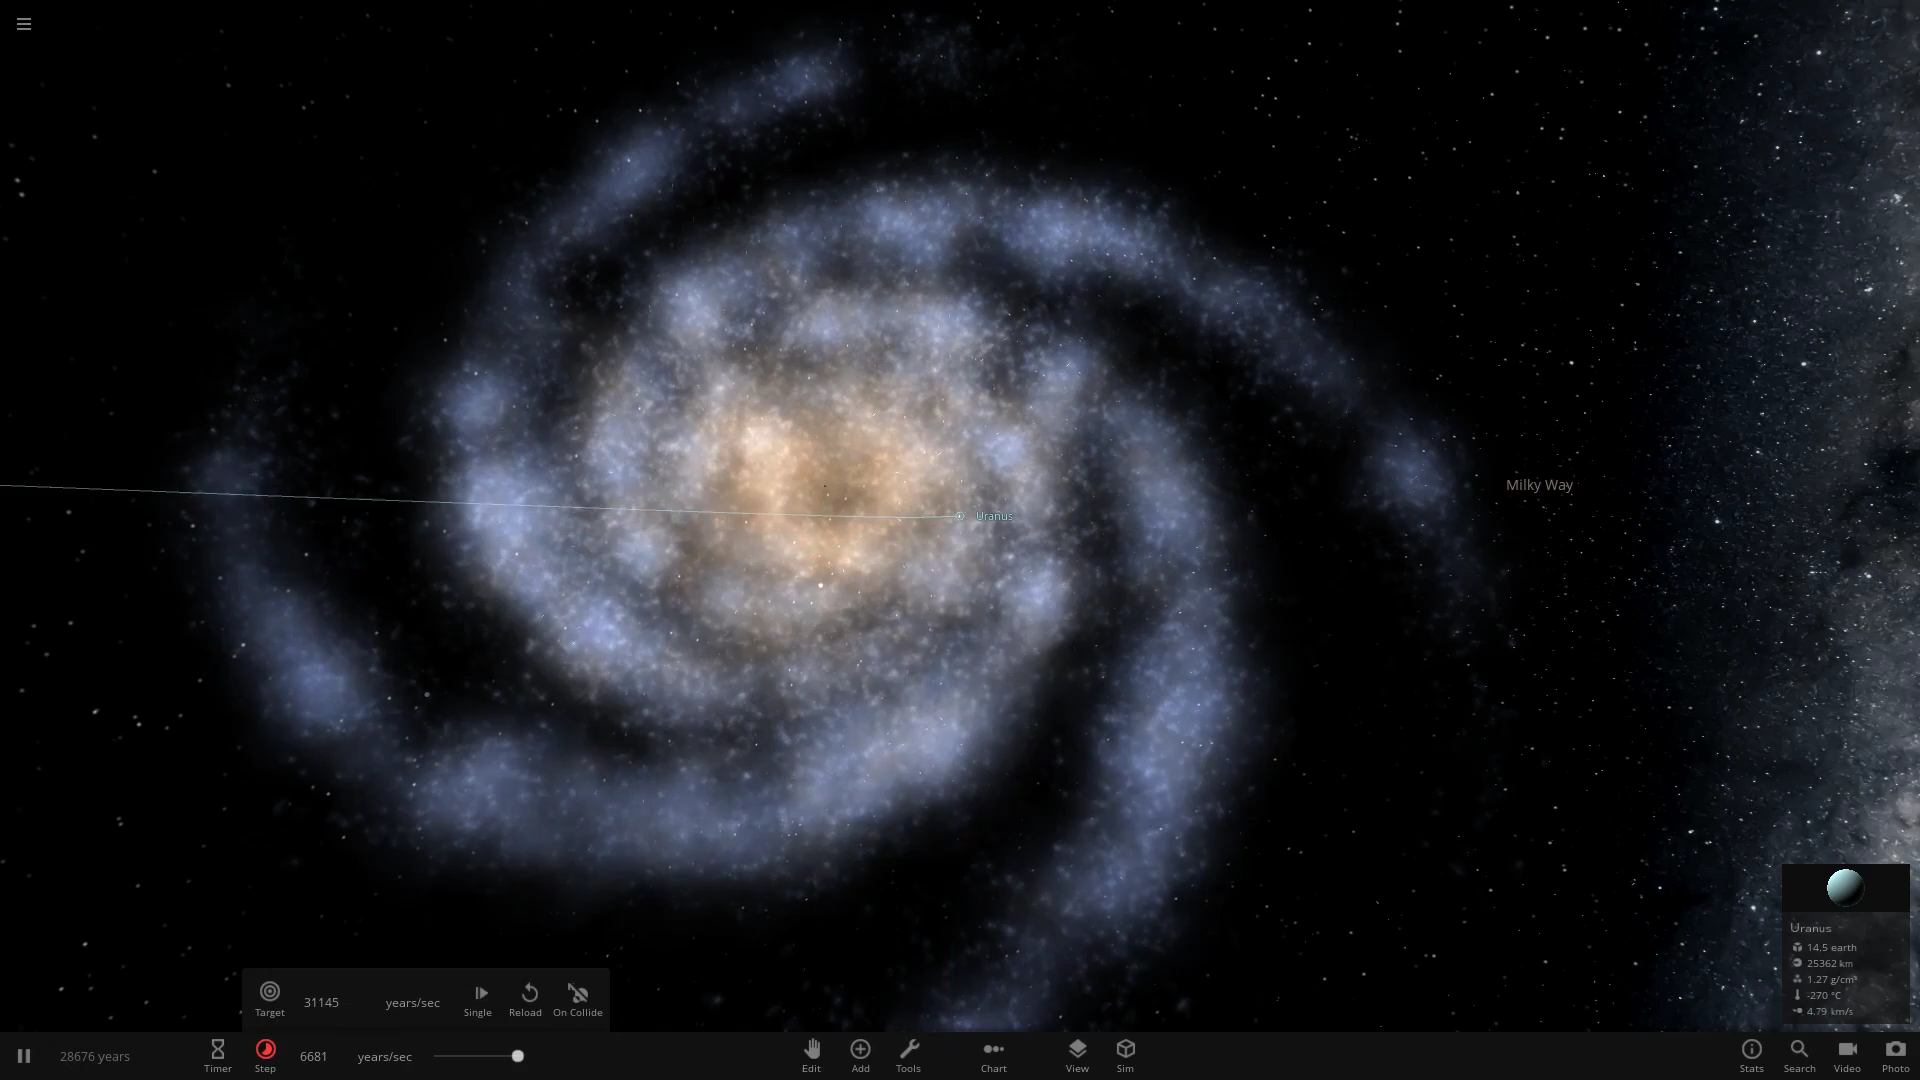 Uranus
Milky Way
Uranus
14.5 earth
25362 km
1.27 g/cm³
-270 °C
4.79 km/s
Target
31145 years/sec
Single
Reload
On Collide
28676 years
Timer
Step
6681 years/sec
Edit
Add
Tools
Chart
View
Sim
Stats
Search
Video
Photo